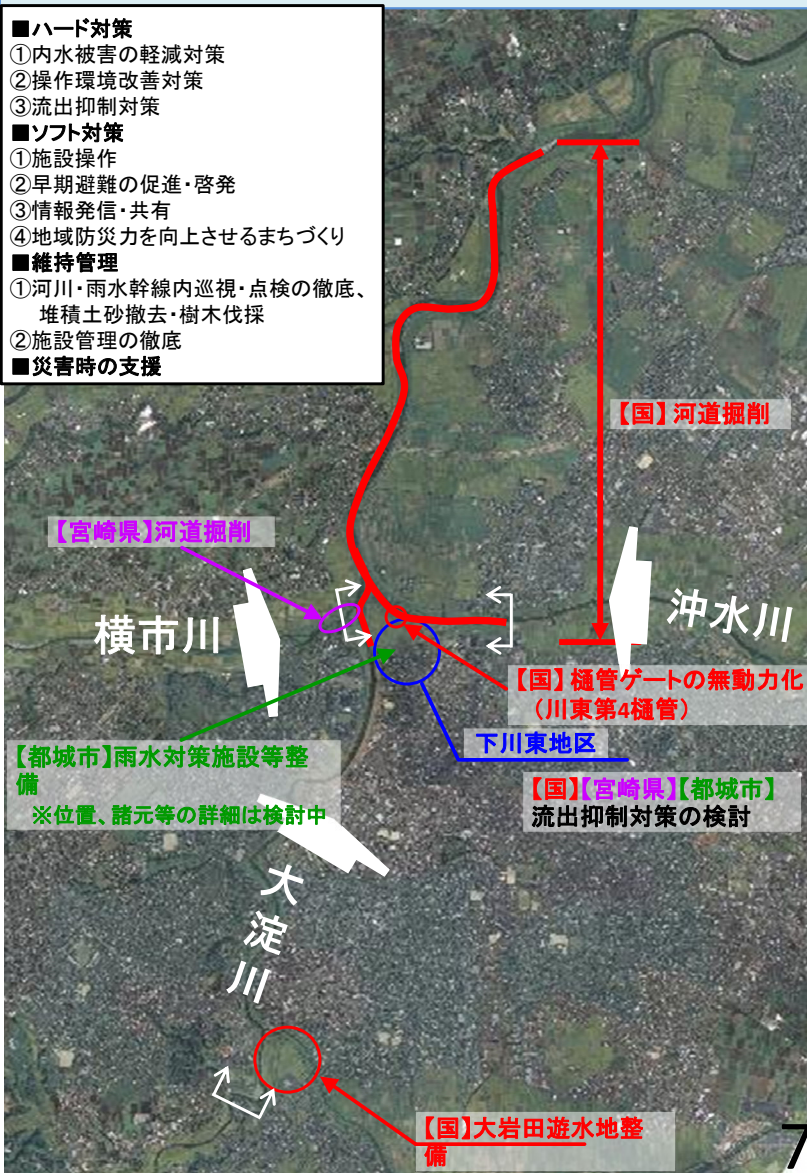 ■ハード対策
①内水被害の軽減対策
②操作環境改善対策
③流出抑制対策
■ソフト対策
①施設操作
②早期避難の促進・啓発
③情報発信・共有
④地域防災力を向上させるまちづくり
■維持管理
①河川・雨水幹線内巡視・点検の徹底、
堆積土砂撤去・樹木伐採
②施設管理の徹底
■災害時の支援
【国】河道掘削
【宮崎県】河道掘削
横市川
沖水川
【国】樋管ゲートの無動力化
(川東第4樋管)
下川東地区
【都城市】雨水対策施設等整
備
※位置、諸元等の詳細は検討中
【国】【宮崎県】【都城市】
流出抑制対策の検討
大淀川
【国】大岩田遊水地整
備
7